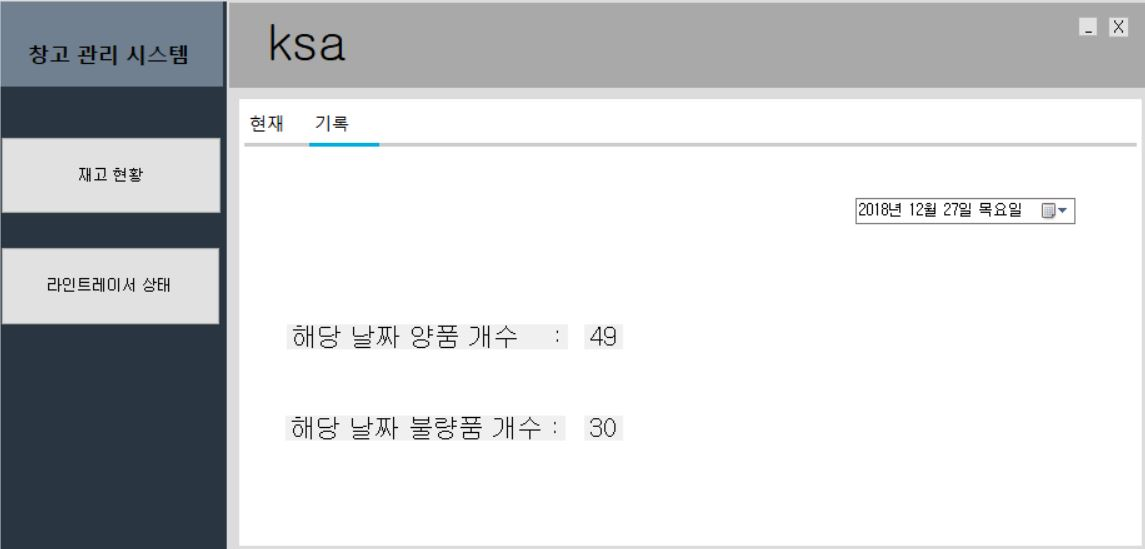 창고 관리 시스템
ksa
_ X
현재 기록
재고 현황
2018년 12월 27일 목요일
라인트레이서 상태
해당 날짜 양품 개수 : 49
해당 날짜 불량품 개수 : 30